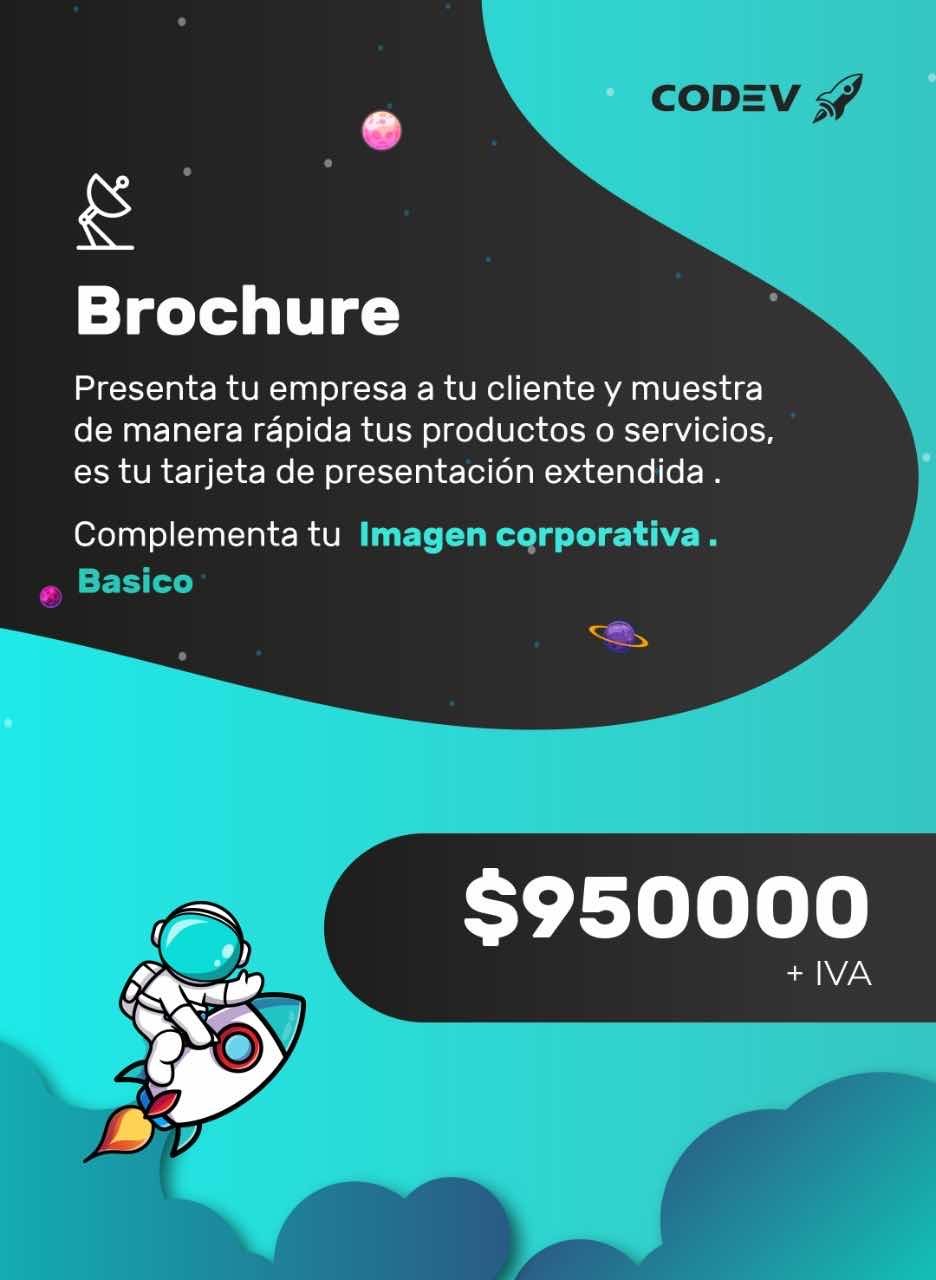 CODEV
Brochure
Presenta tu empresa a tu cliente y muestra
de manera rápida tus productos o servicios,
es tu tarjeta de presentación extendida .
Complementa tu Imagen corporativa .
Basico
$950000
+ IVA